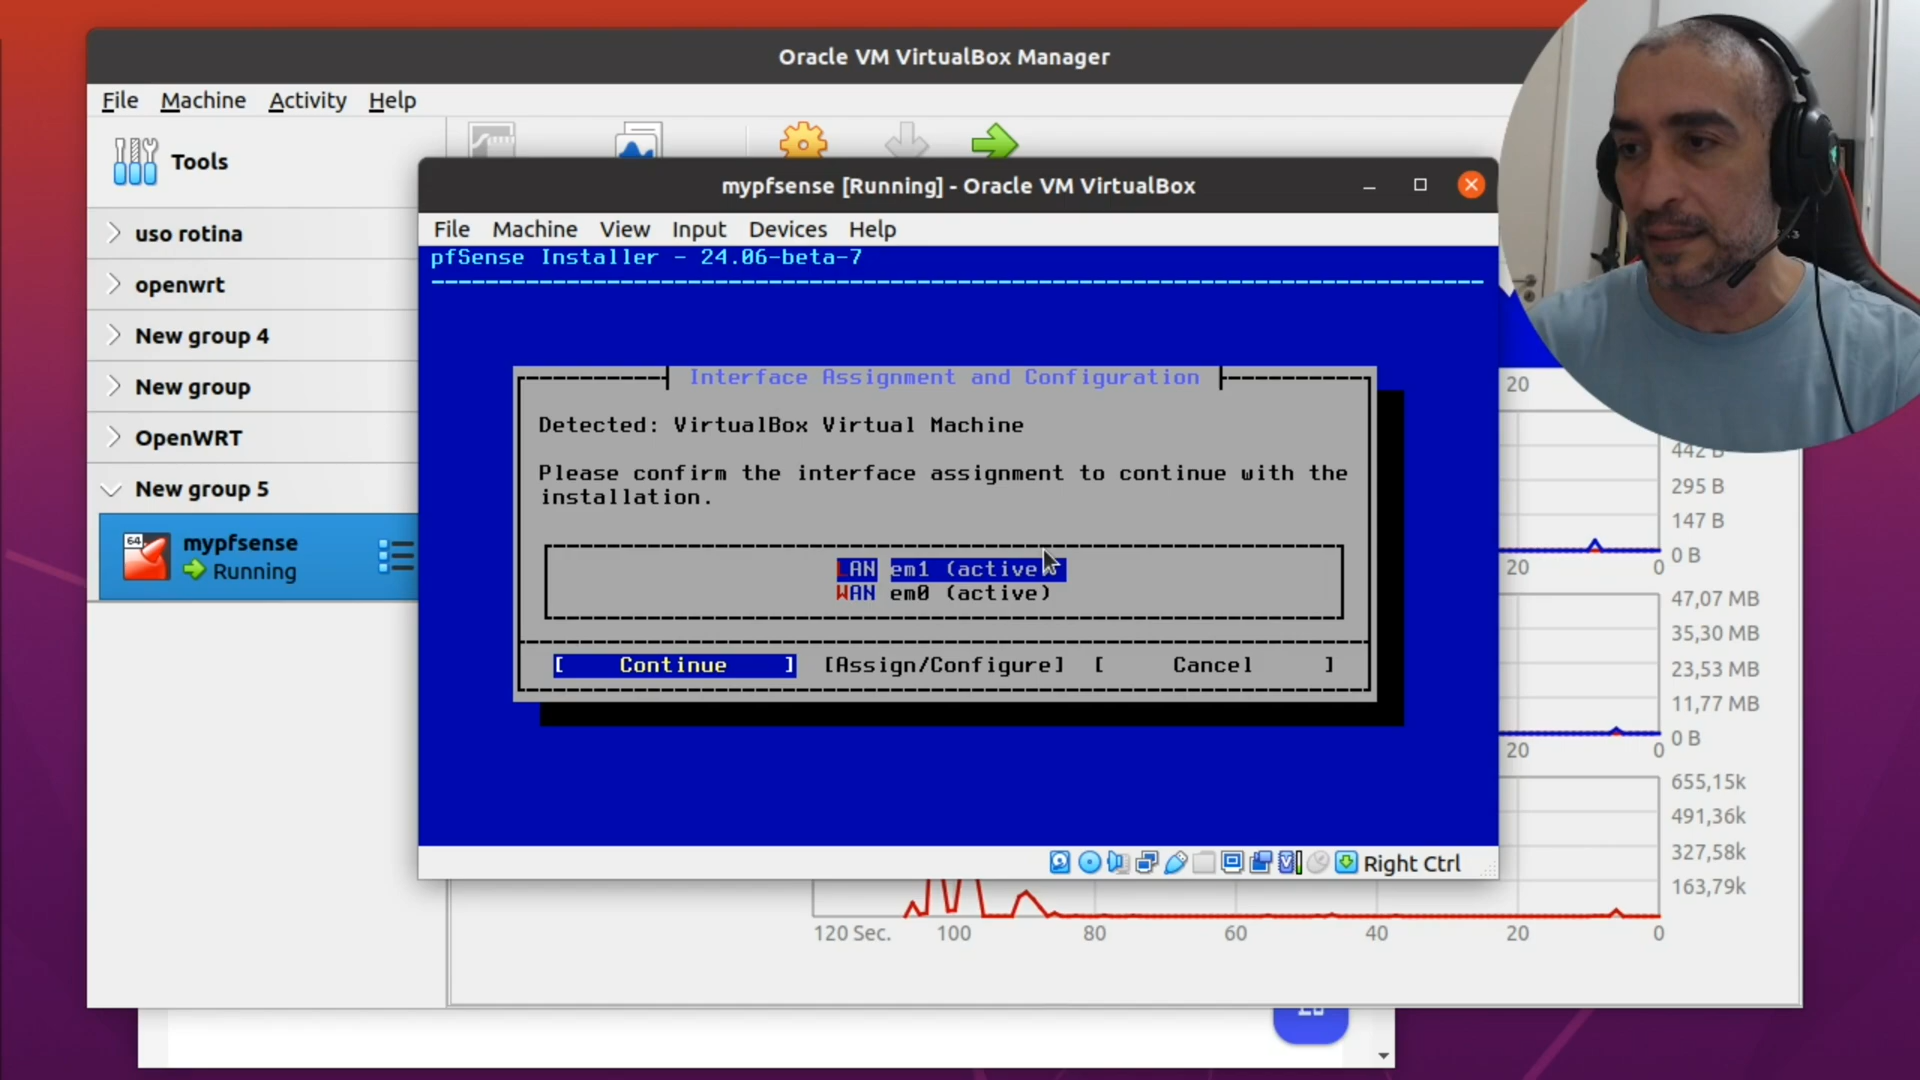 Oracle VM VirtualBox Manager
File Machine Activity Help
Tools
uso rotina
openwrt
New group 4
New group
OpenWRT
New group 5
64
mypfsense
Running
mypfsense [Running] - Oracle VM VirtualBox
File Machine View Input Devices Help
pfSense Installer - 24.06-beta-7
Interface Assignment and Configuration
Detected: VirtualBox Virtual Machine
Please confirm the interface assignment to continue with the
installation.
LAN em1 (active)
WAN em0 (active)
[ Continue ] [Assign/Configure] [ Cancel ]
Right Ctrl
20
442 B
295 B
147 B
0 B
20 0
47,07 MB
35,30 MB
23,53 MB
11,77 MB
0 B
20 0
655,15k
491,36k
327,58k
163,79k
120 Sec. 100 80 60 40 20 0